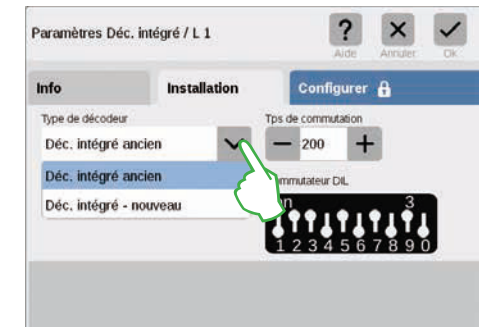 Paramètres Déc. intégré / L 1
?
Aide
Annuler
Ok
Info
Installation
Configurer
Type de décodeur
Tps de commutation
Déc. intégré ancien
200
Déc. intégré ancien
Déc. intégré - nouveau
mmutateur DIL
n 3
1 2 3 4 5 6 7 8 9 0